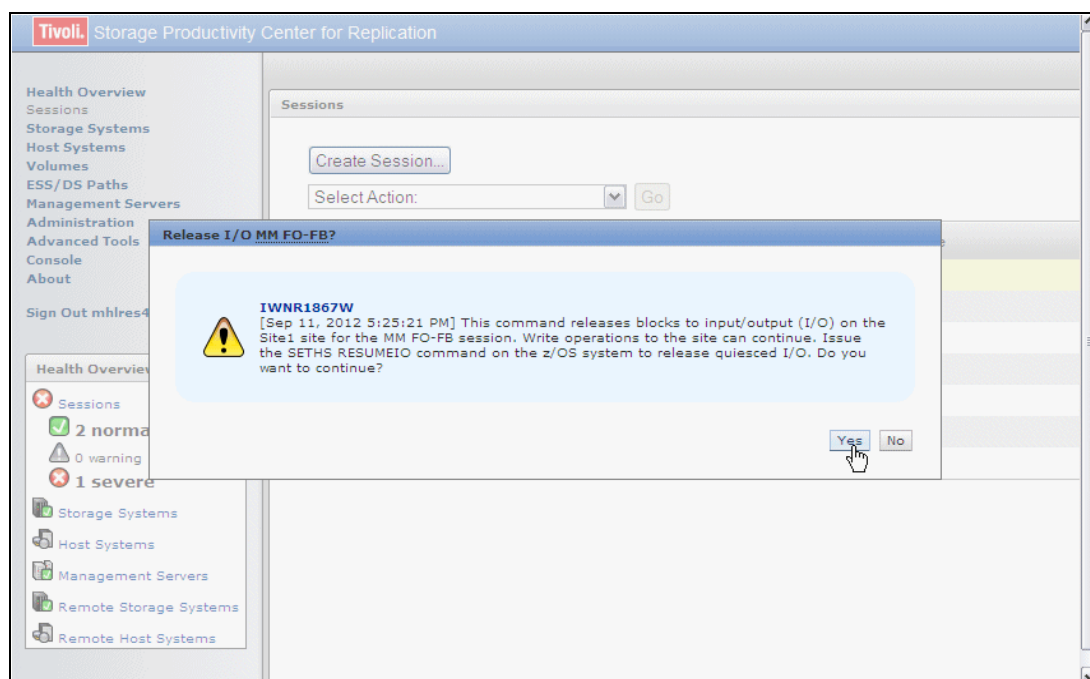 Tivoli. Storage Productivity Center for Replication
Health Overview
Sessions
Storage Systems
Host Systems
Volumes
ESS/DS Paths
Management Servers
Administration
Advanced Tools
Console
About
Sign Out mhlres4
Sessions
Create Session...
Select Action:
Go
Release I/O MM FO-FB?
IWNR1867W
[Sep 11, 2012 5:25:21 PM] This command releases blocks to input/output (I/O) on the
Site1 site for the MM FO-FB session. Write operations to the site can continue. Issue
the SETHS RESUMEIO command on the z/OS system to release quiesced I/O. Do you
want to continue?
Yes
No
Health Overview
Sessions
2 norma
0 warning
1 severe
Storage Systems
Host Systems
Management Servers
Remote Storage Systems
Remote Host Systems